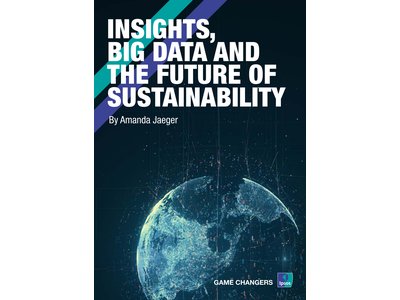 INSIGHTS,
BIG DATA AND
THE FUTURE OF
SUSTAINABILITY
By Amanda Jaeger
GAME CHANGERS
Ipsos